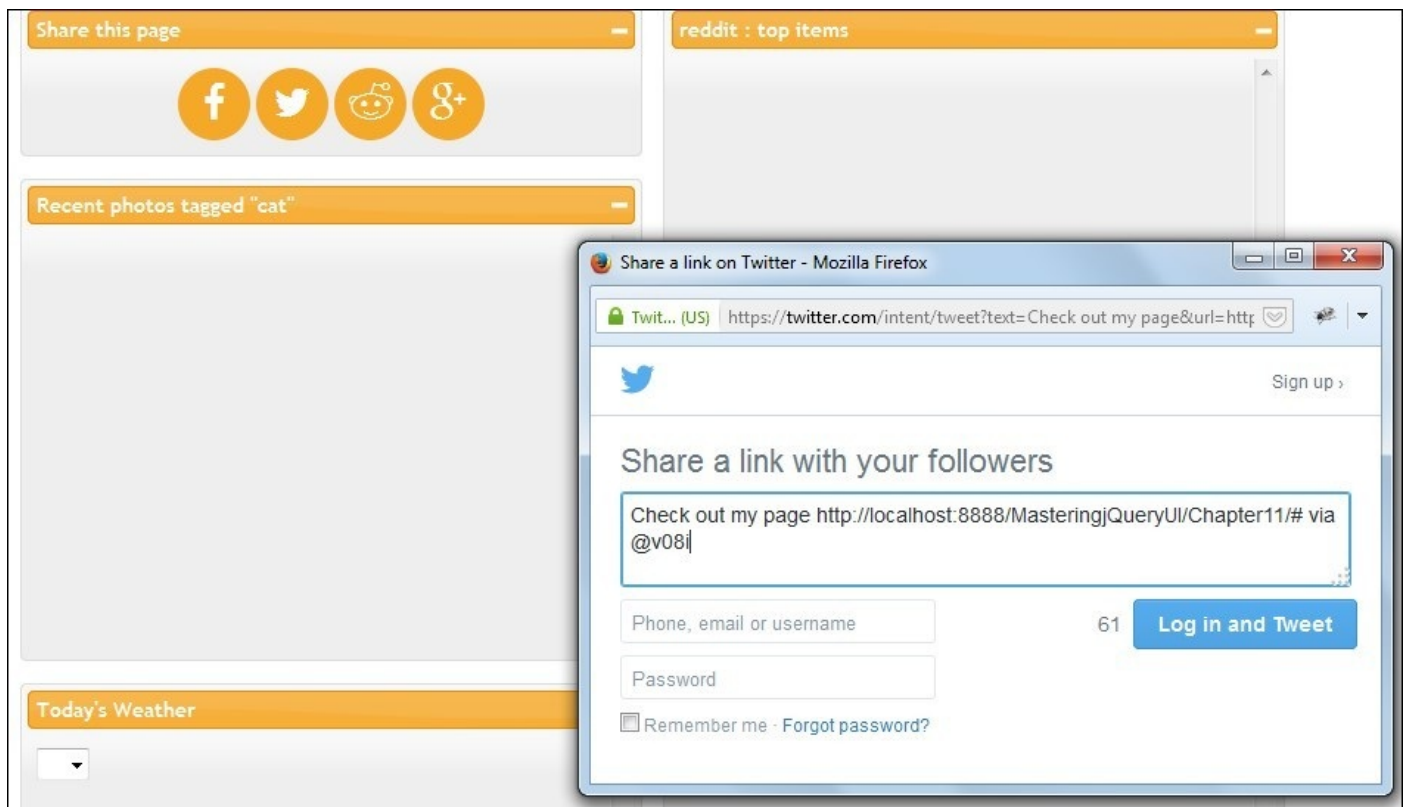 Share this page
reddit : top items
Recent photos tagged "cat"
Today's Weather
Share a link on Twitter - Mozilla Firefox
Twit... (US) https://twitter.com/intent/tweet?text=Check out my page&url=http
Sign up ›
Share a link with your followers
Check out my page http://localhost:8888/MasteringjQueryUI/Chapter11/# via
@v08i
Phone, email or username
61 Log in and Tweet
Password
Remember me · Forgot password?